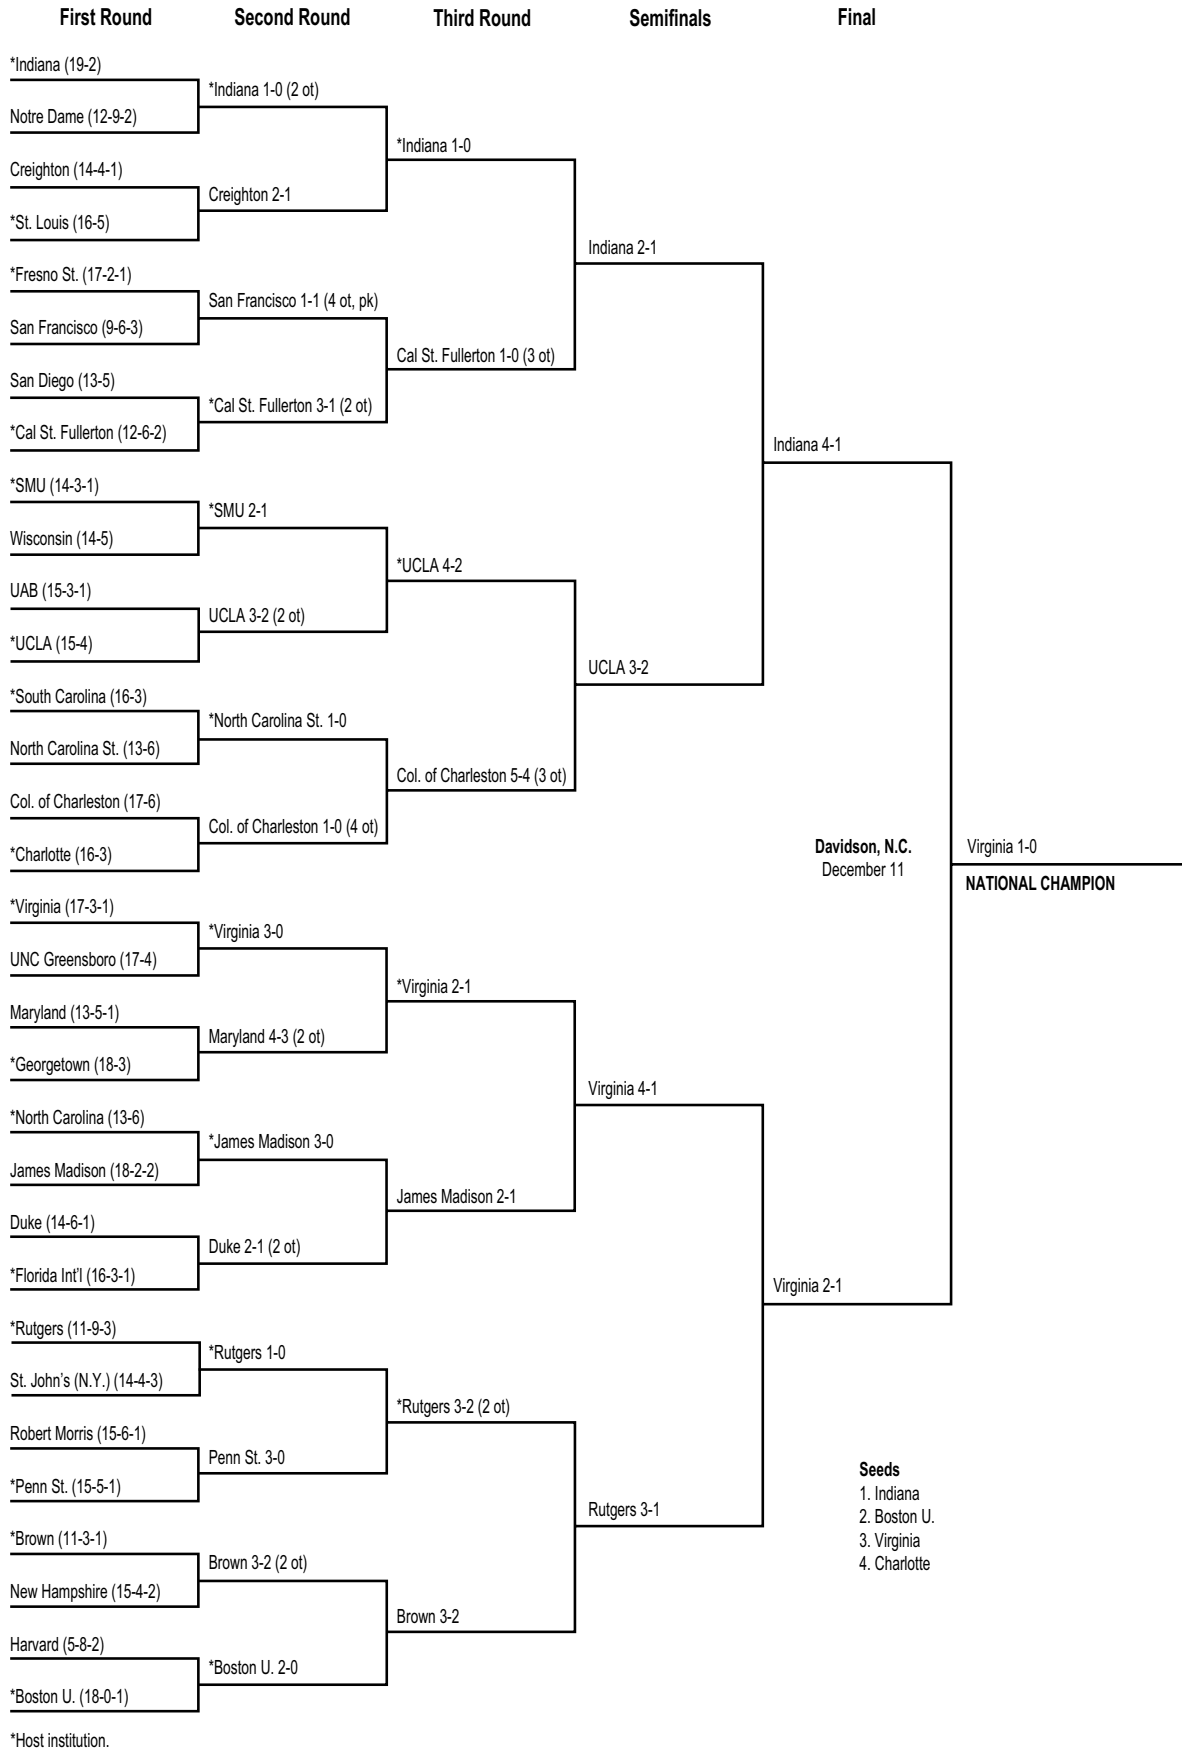 First Round
Second Round
Third Round
Semifinals
Final
*Indiana (19-2)
Notre Dame (12-9-2)
Creighton (14-4-1)
*St. Louis (16-5)
*Fresno St. (17-2-1)
San Francisco (9-6-3)
San Diego (13-5)
*Cal St. Fullerton (12-6-2)
*SMU (14-3-1)
Wisconsin (14-5)
UAB (15-3-1)
*UCLA (15-4)
*South Carolina (16-3)
North Carolina St. (13-6)
Col. of Charleston (17-6)
*Charlotte (16-3)
*Virginia (17-3-1)
UNC Greensboro (17-4)
Maryland (13-5-1)
*Georgetown (18-3)
*North Carolina (13-6)
James Madison (18-2-2)
Duke (14-6-1)
*Florida Int'l (16-3-1)
*Rutgers (11-9-3)
St. John's (N.Y.) (14-4-3)
Robert Morris (15-6-1)
*Penn St. (15-5-1)
*Brown (11-3-1)
New Hampshire (15-4-2)
Harvard (5-8-2)
*Boston U. (18-0-1)
*Indiana 1-0 (2 ot)
Creighton 2-1
San Francisco 1-1 (4 ot, pk)
*Cal St. Fullerton 3-1 (2 ot)
*SMU 2-1
UCLA 3-2 (2 ot)
*North Carolina St. 1-0
Col. of Charleston 1-0 (4 ot)
*Virginia 3-0
Maryland 4-3 (2 ot)
*James Madison 3-0
Duke 2-1 (2 ot)
*Rutgers 1-0
Penn St. 3-0
Brown 3-2 (2 ot)
*Boston U. 2-0
*Indiana 1-0
Cal St. Fullerton 1-0 (3 ot)
*UCLA 4-2
Col. of Charleston 5-4 (3 ot)
*Virginia 2-1
James Madison 2-1
*Rutgers 3-2 (2 ot)
Brown 3-2
Indiana 2-1
UCLA 3-2
Virginia 4-1
Rutgers 3-1
Indiana 4-1
Virginia 2-1
Davidson, N.C.
December 11
Virginia 1-0
NATIONAL CHAMPION
Seeds
1. Indiana
2. Boston U.
3. Virginia
4. Charlotte
*Host institution.